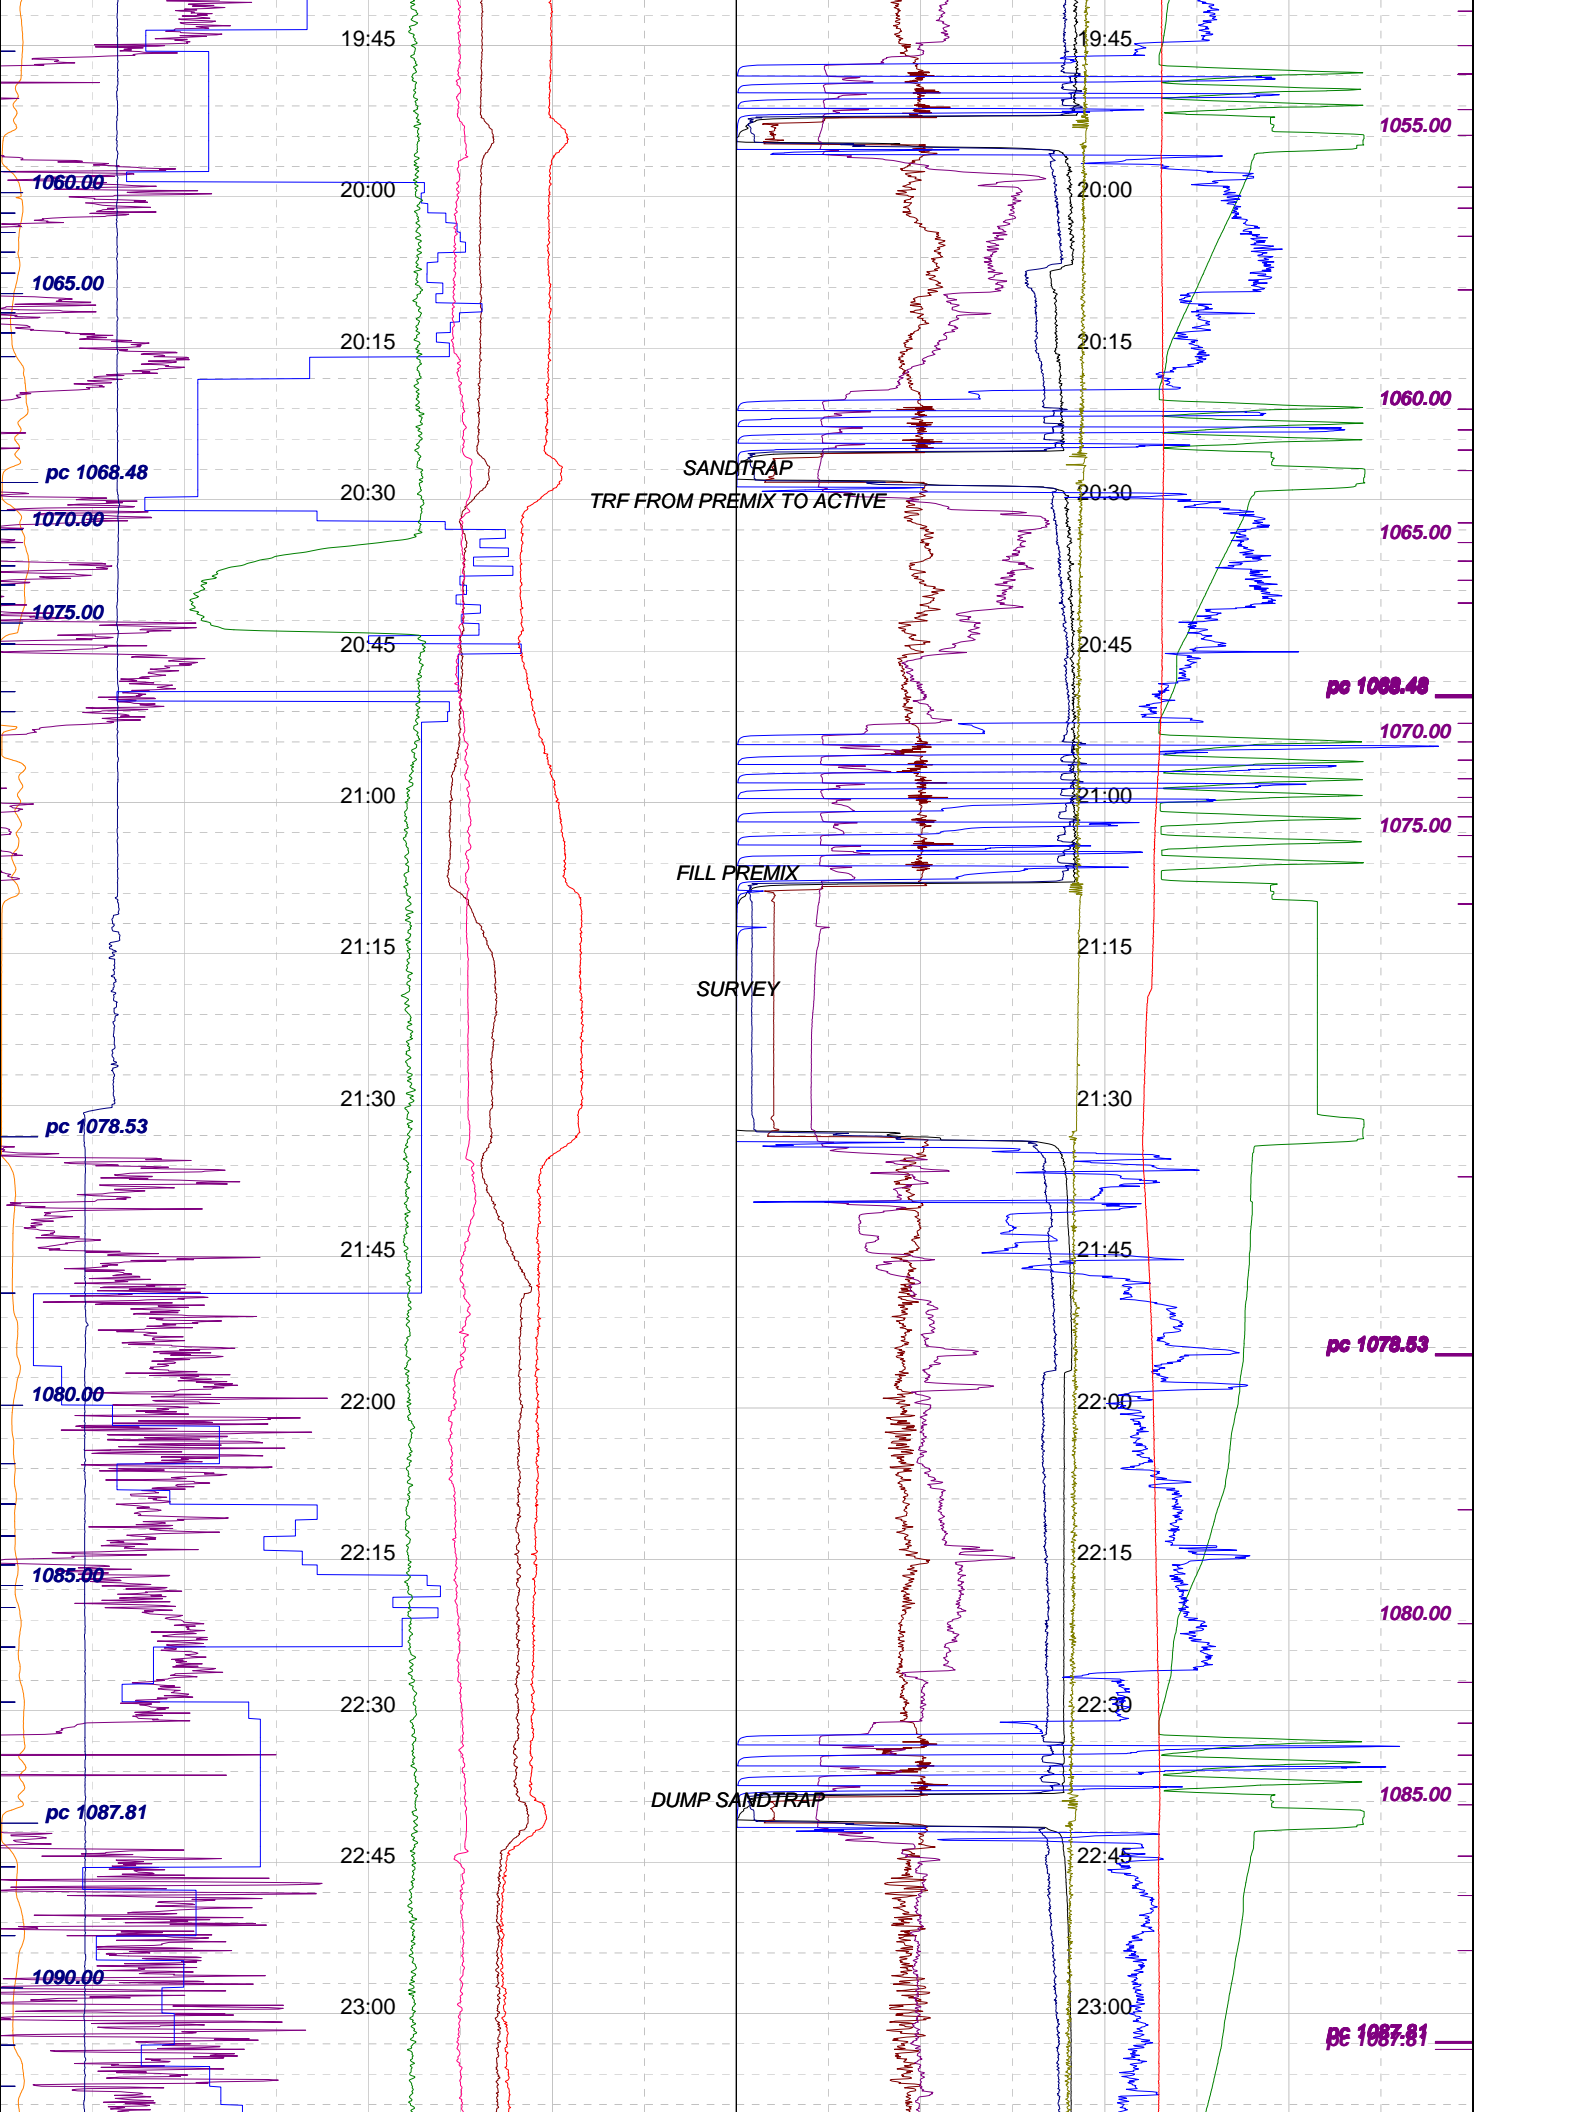 19:45 19:45
1055.00
1060.00
20:00 20:00
1065.00
20:15 20:15
1060.00
SANDTRAP
pc 1068.48
20:30 20:30
TRF FROM PREMIX TO ACTIVE
1070.00
1065.00
1075.00
20:45 20:45
pc 1068.48
1070.00
21:00 21:00
1075.00
FILL PREMIX
21:15 21:15
SURVEY
21:30 21:30
pc 1078.53
21:45 21:45
pc 1078.53
1080.00
22:00 22:00
22:15 22:15
1085.00
1080.00
22:30 22:30
1085.00
DUMP SANDTRAP
pc 1087.81
22:45 22:45
1090.00
23:00 23:00
pc 1087.81
pc 1087.81